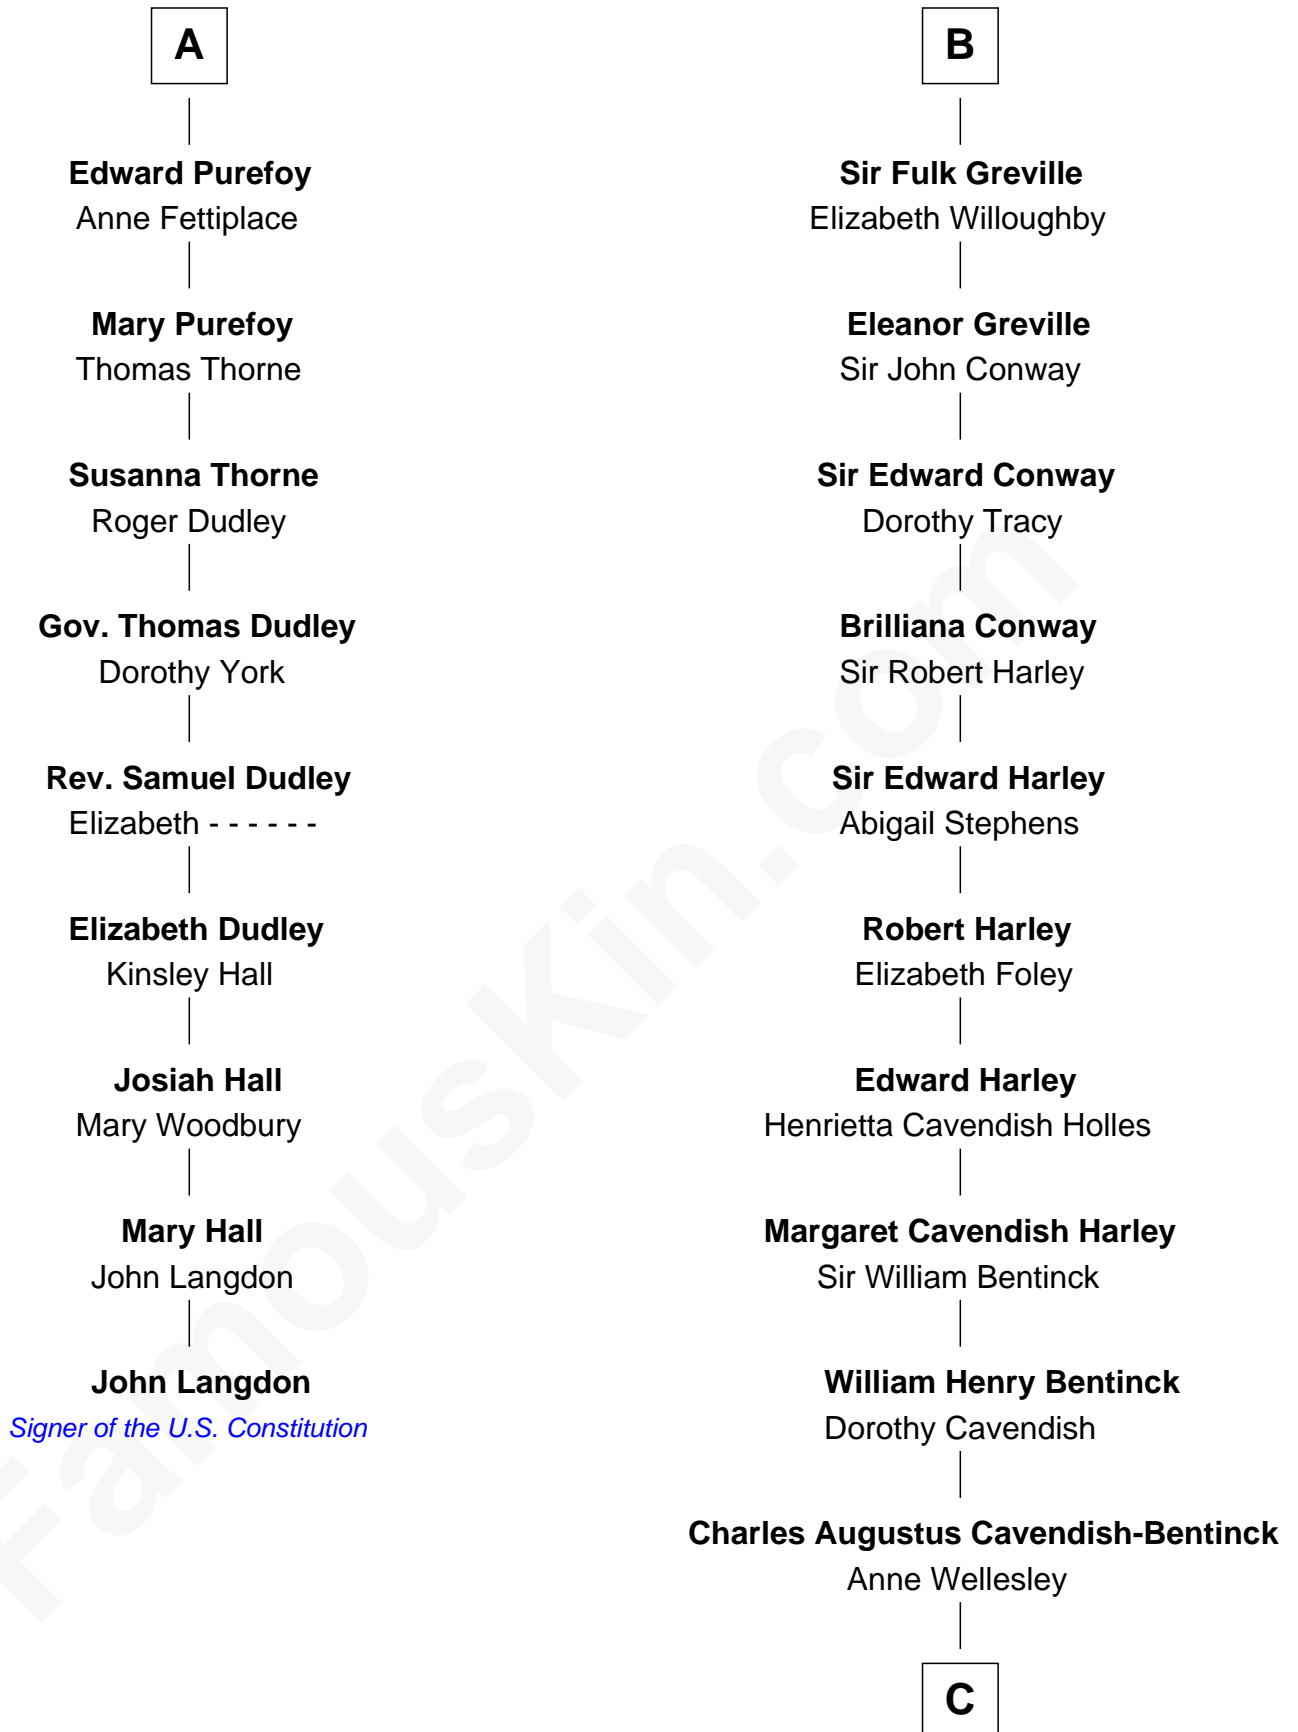 A
Edward Purefoy
Anne Fettiplace
Mary Purefoy
Thomas Thorne
Susanna Thorne
Roger Dudley
Gov. Thomas Dudley
Dorothy York
Rev. Samuel Dudley
Elizabeth - - - - - -
Elizabeth Dudley
Kinsley Hall
Josiah Hall
Mary Woodbury
Mary Hall
John Langdon
John Langdon
Signer of the U.S. Constitution
B
Sir Fulk Greville
Elizabeth Willoughby
Eleanor Greville
Sir John Conway
Sir Edward Conway
Dorothy Tracy
Brilliana Conway
Sir Robert Harley
Sir Edward Harley
Abigail Stephens
Robert Harley
Elizabeth Foley
Edward Harley
Henrietta Cavendish Holles
Margaret Cavendish Harley
Sir William Bentinck
William Henry Bentinck
Dorothy Cavendish
Charles Augustus Cavendish-Bentinck
Anne Wellesley
C
FamousKin.com